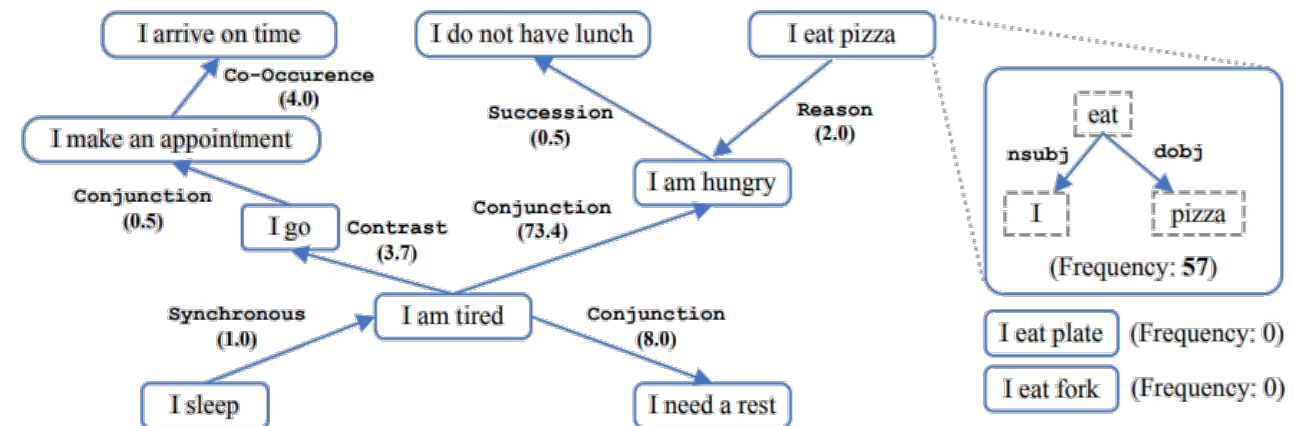 I arrive on time
I do not have lunch
I eat pizza
Co-Occurence
(4.0)
Succession
(0.5)
Reason
(2.0)
eat
nsubj
dobj
I make an appointment
I am hungry
I
pizza
Conjunction
(0.5)
Conjunction
(73.4)
I go
Contrast
(3.7)
(Frequency: 57)
Synchronous
(1.0)
I am tired
Conjunction
(8.0)
I eat plate (Frequency: 0)
I eat fork (Frequency: 0)
I sleep
I need a rest